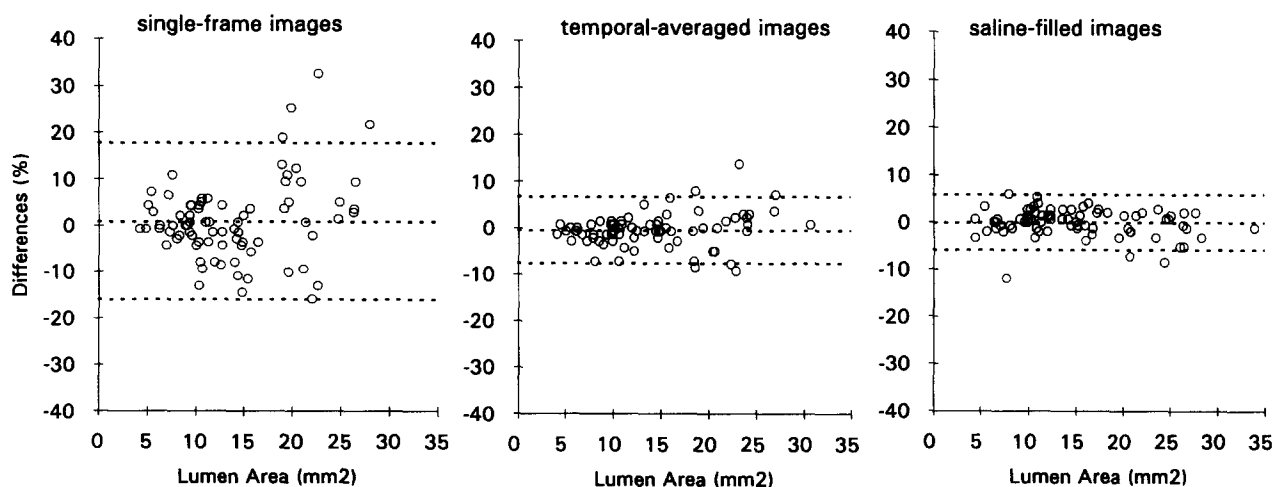 single-frame images
40
30
20
10
0
-10
-20
-30
-40
Differences (%)
0 5 10 15 20 25 30 35
Lumen Area (mm2)
temporal-averaged images
40
30
20
10
0
-10
-20
-30
-40
0 5 10 15 20 25 30 35
Lumen Area (mm2)
saline-filled images
40
30
20
10
0
-10
-20
-30
-40
0 5 10 15 20 25 30 35
Lumen Area (mm2)